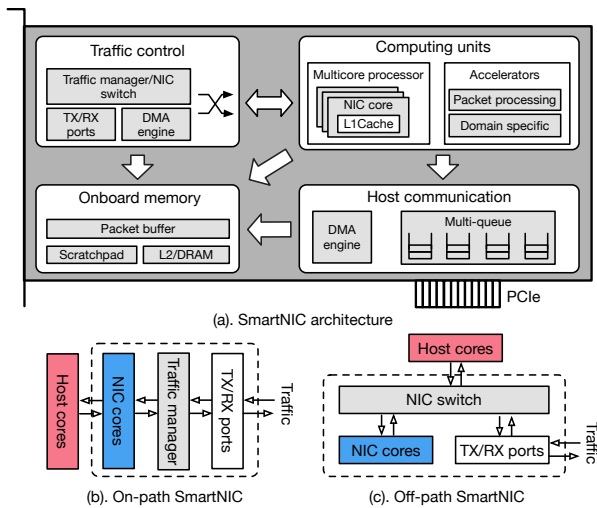 Traffic control
Traffic manager/NIC
switch
TX/RX
ports
DMA
engine
Computing units
Multicore processor
NIC core
L1Cache
Accelerators
Packet processing
Domain specific
Onboard memory
Packet buffer
Scratchpad
L2/DRAM
Host communication
DMA
engine
Multi-queue
PCIe
(a). SmartNIC architecture
Host cores
NIC cores
Traffic manager
TX/RX ports
Traffic
(b). On-path SmartNIC
Host cores
NIC switch
NIC cores
TX/RX ports
Traffic
(c). Off-path SmartNIC